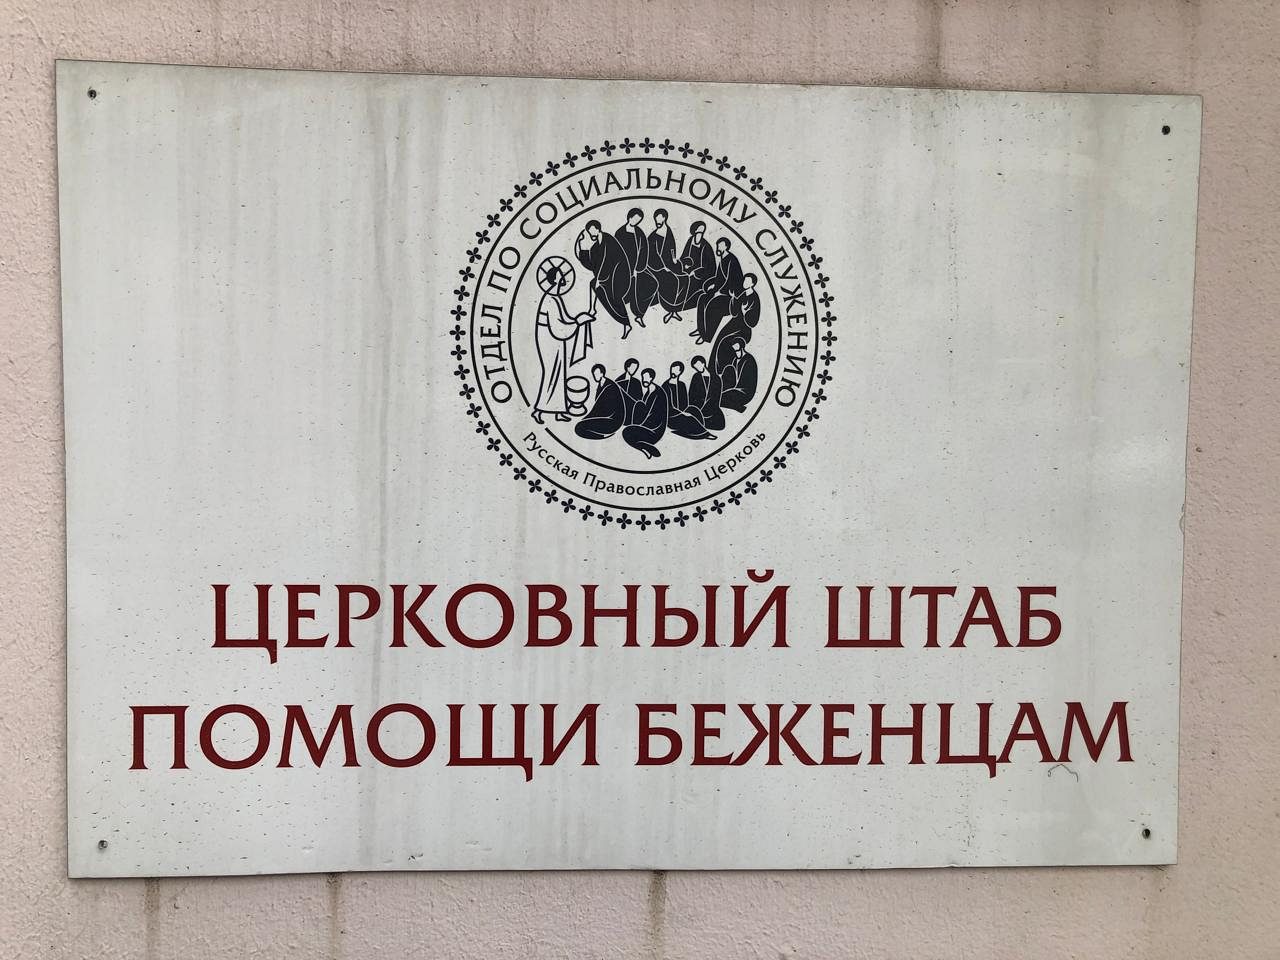 ОТДЕЛ ПО СОЦИАЛЬНОМУ СЛУЖЕНИЮ
Русская Православная Церковь
ЦЕРКОВНЫЙ ШТАБ
ПОМОЩИ БЕЖЕНЦАМ